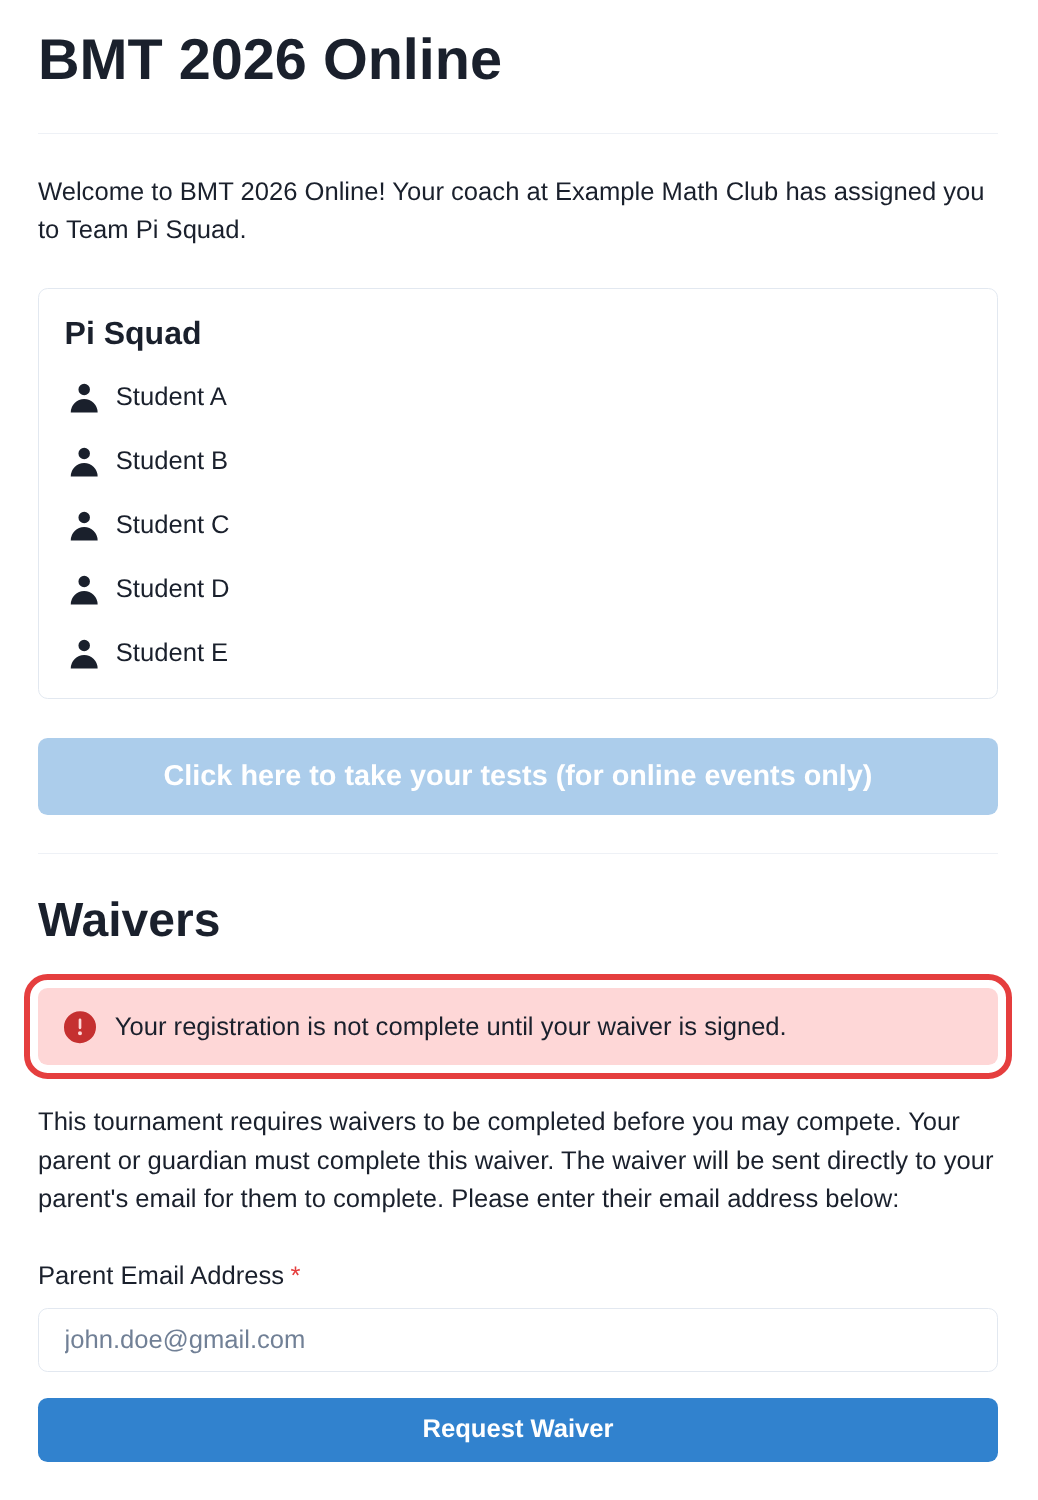 BMT 2026 Online
Welcome to BMT 2026 Online! Your coach at Example Math Club has assigned you
to Team Pi Squad.
Pi Squad
Student A
Student B
Student C
Student D
Student E
Click here to take your tests (for online events only)
Waivers
Your registration is not complete until your waiver is signed.
This tournament requires waivers to be completed before you may compete. Your
parent or guardian must complete this waiver. The waiver will be sent directly to your
parent's email for them to complete. Please enter their email address below:
Parent Email Address *
john.doe@gmail.com
Request Waiver